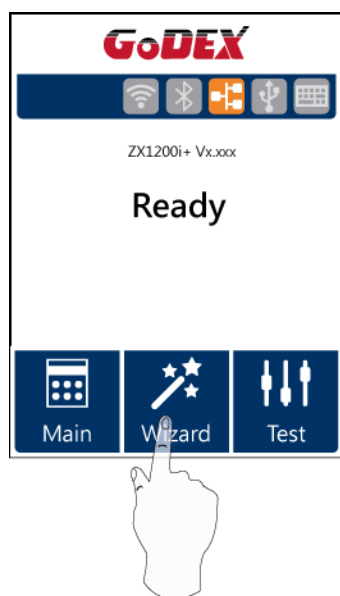 GoDEX
ZX1200i+ Vx.xxx
Ready
Main
Wizard
Test